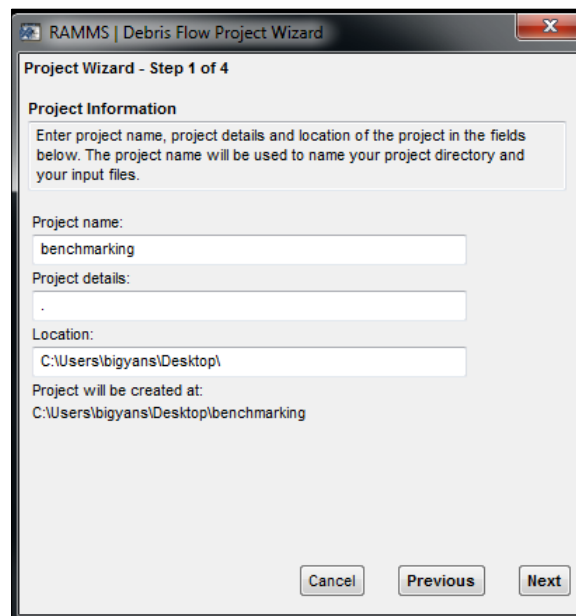 RAMMS | Debris Flow Project Wizard
Project Wizard - Step 1 of 4
Project Information
Enter project name, project details and location of the project in the fields
below. The project name will be used to name your project directory and
your input files.
Project name:
benchmarking
Project details:
.
Location:
C:\Users\bigyans\Desktop\
Project will be created at:
C:\Users\bigyans\Desktop\benchmarking
Cancel Previous Next